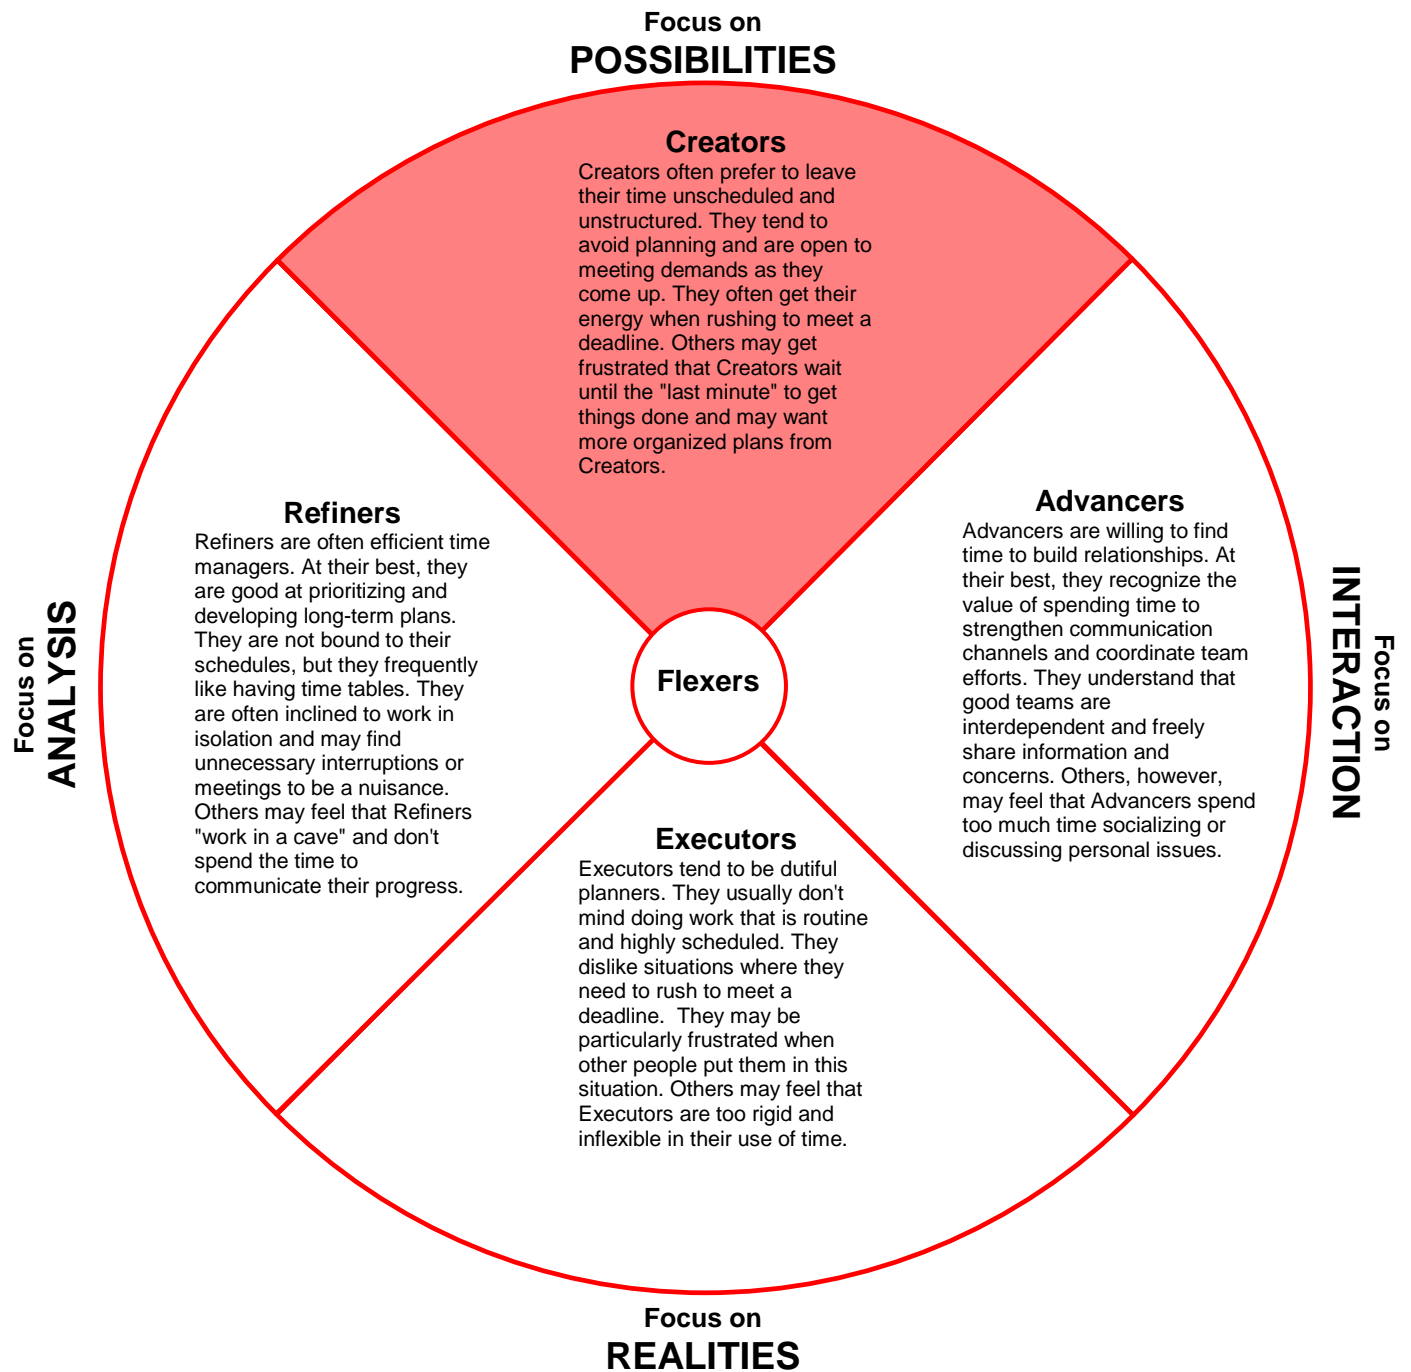 Focus on
POSSIBILITIES
Creators
Creators often prefer to leave
their time unscheduled and
unstructured. They tend to
avoid planning and are open to
meeting demands as they
come up. They often get their
energy when rushing to meet a
deadline. Others may get
frustrated that Creators wait
until the "last minute" to get
things done and may want
more organized plans from
Creators.
Focus on
ANALYSIS
Refiners
Refiners are often efficient time
managers. At their best, they
are good at prioritizing and
developing long-term plans.
They are not bound to their
schedules, but they frequently
like having time tables. They
are often inclined to work in
isolation and may find
unnecessary interruptions or
meetings to be a nuisance.
Others may feel that Refiners
"work in a cave" and don't
spend the time to
communicate their progress.
Flexers
Advancers
Advancers are willing to find
time to build relationships. At
their best, they recognize the
value of spending time to
strengthen communication
channels and coordinate team
efforts. They understand that
good teams are
interdependent and freely
share information and
concerns. Others, however,
may feel that Advancers spend
too much time socializing or
discussing personal issues.
Focus on
INTERACTION
Executors
Executors tend to be dutiful
planners. They usually don't
mind doing work that is routine
and highly scheduled. They
dislike situations where they
need to rush to meet a
deadline.  They may be
particularly frustrated when
other people put them in this
situation. Others may feel that
Executors are too rigid and
inflexible in their use of time.
Focus on
REALITIES